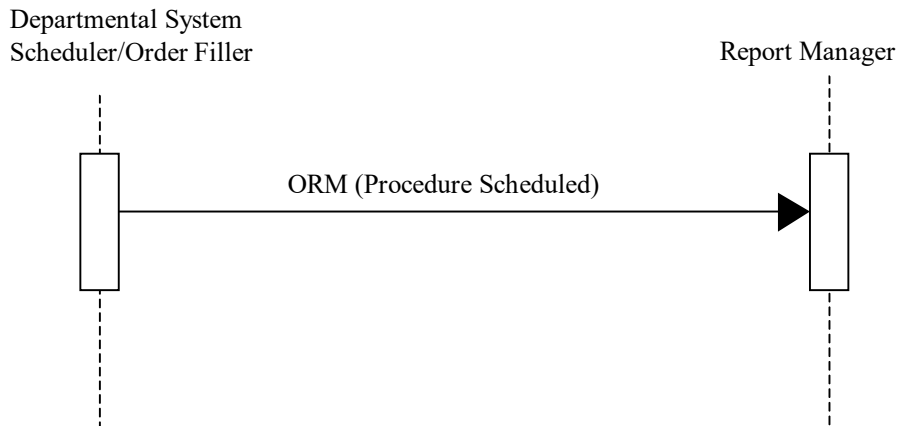 Departmental System
Scheduler/Order Filler
Report Manager
ORM (Procedure Scheduled)